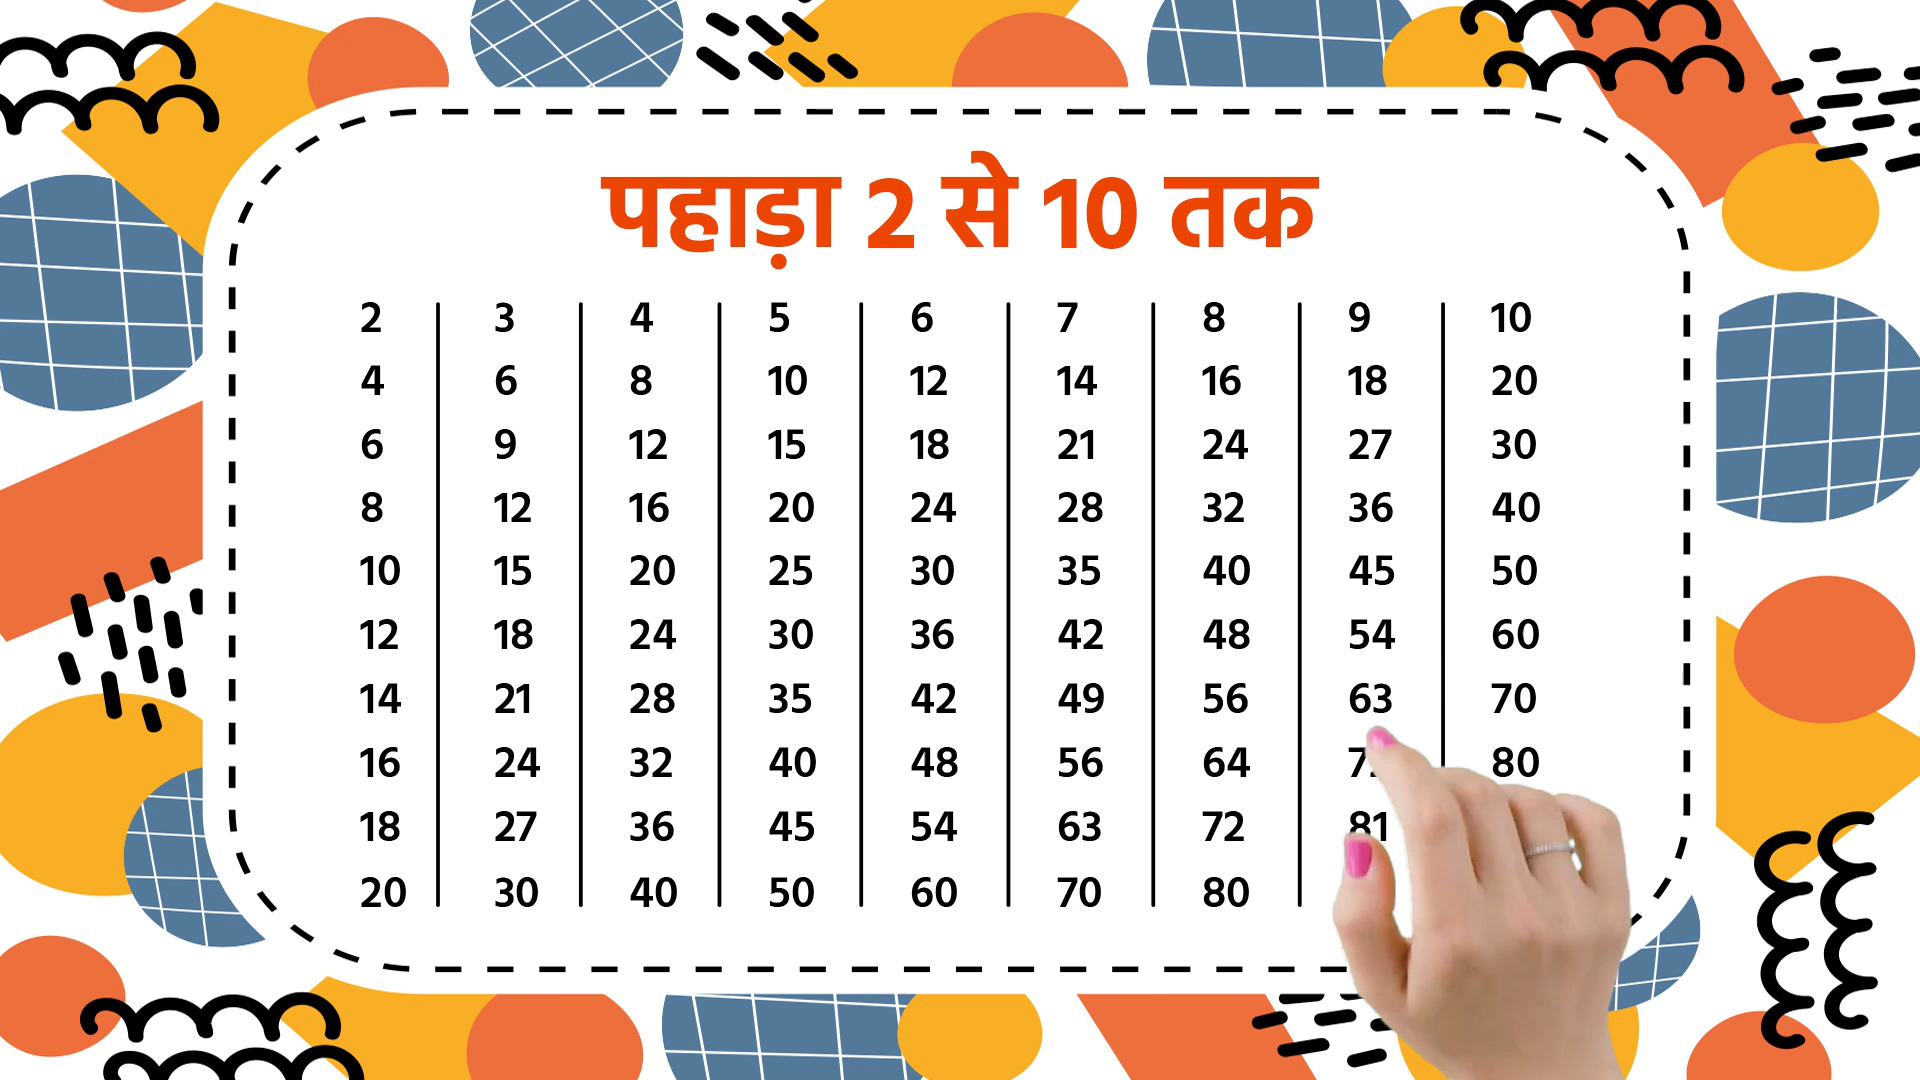 पहाड़ा 2 से 10 तक
2 3 4 5 6 7 8 9 10
4 6 8 10 12 14 16 18 20
6 9 12 15 18 21 24 27 30
8 12 16 20 24 28 32 36 40
10 15 20 25 30 35 40 45 50
12 18 24 30 36 42 48 54 60
14 21 28 35 42 49 56 63 70
16 24 32 40 48 56 64 80
18 27 36 45 54 63 72 81
20 30 40 50 60 70 80